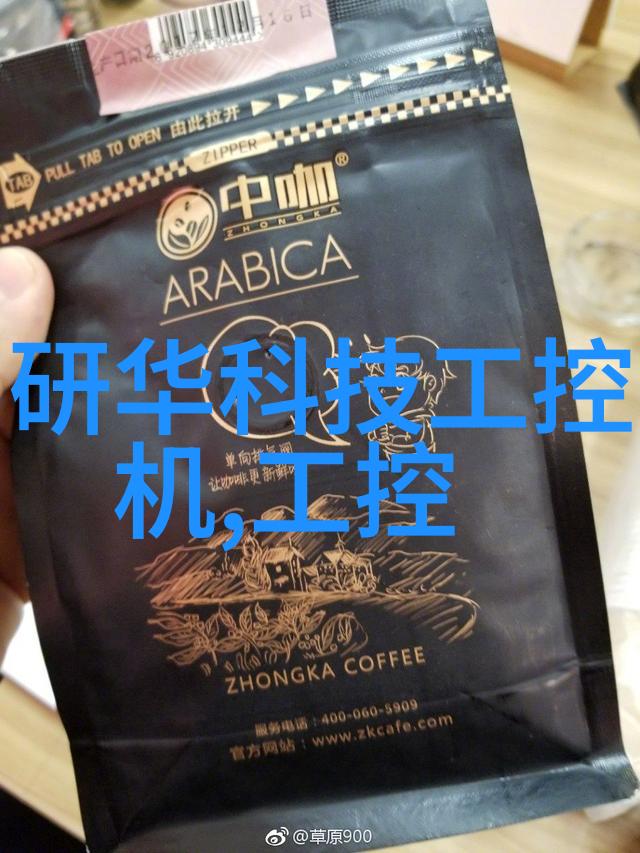 PULL TAB TO OPEN 由此拉开
TAB
ZIPPER
中咖®
ZHONGKA
ARABICA
研华科技工控
机,工控
单向排气阀
让咖啡更新鲜
ZHONGKA COFFEE
服务电话:400-060-5909
官方网站:www.zkcafe.com
@草原900